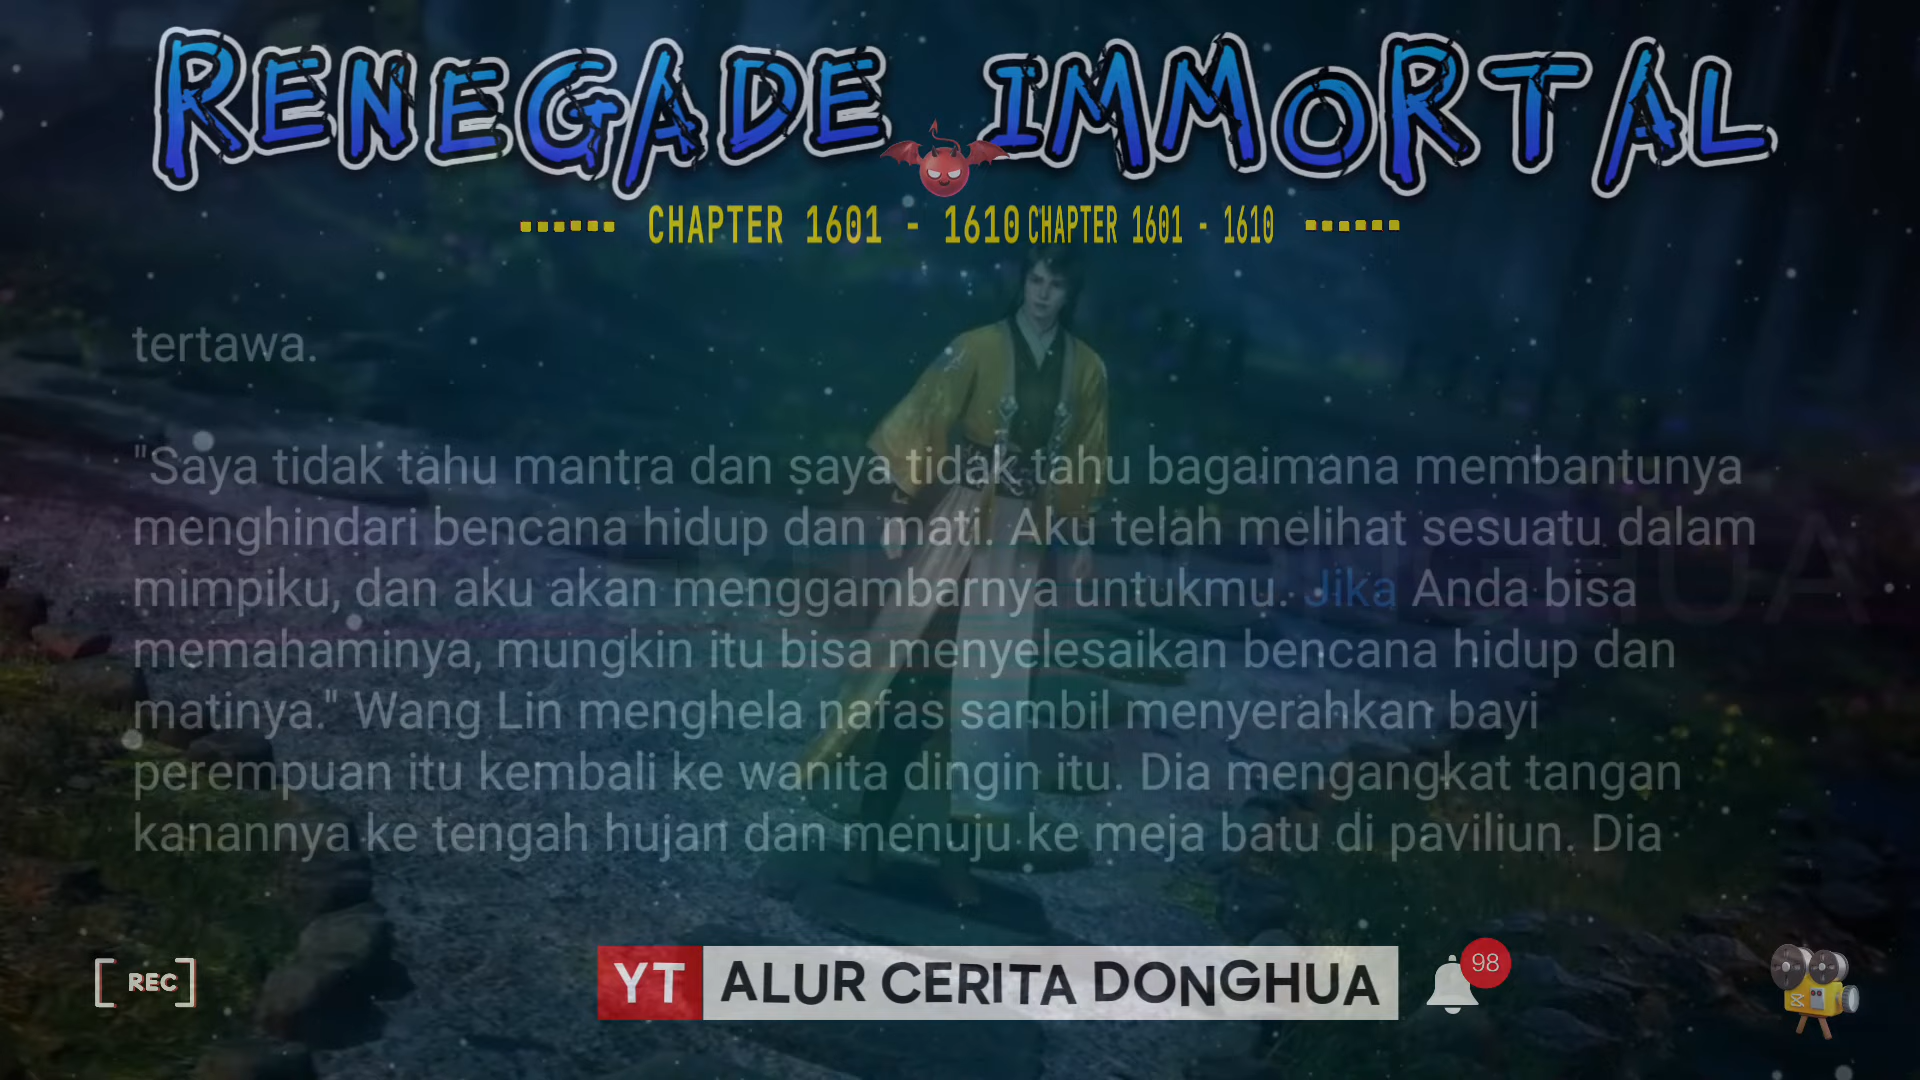 RENEGADE IMMORTAL
CHAPTER 1601 - 1610 CHAPTER 1601 - 1610
tertawa.
"Saya tidak tahu mantra dan saya tidak tahu bagaimana membantunya
menghindari bencana hidup dan mati. Aku telah melihat sesuatu dalam
mimpiku, dan aku akan menggambarnya untukmu. Jika Anda bisa
memahaminya, mungkin itu bisa menyelesaikan bencana hidup dan
matinya." Wang Lin menghela nafas sambil menyerahkan bayi
perempuan itu kembali ke wanita dingin itu. Dia mengangkat tangan
kanannya ke tengah hujan dan menuju ke meja batu di paviliun. Dia
REC
YT ALUR CERITA DONGHUA
98